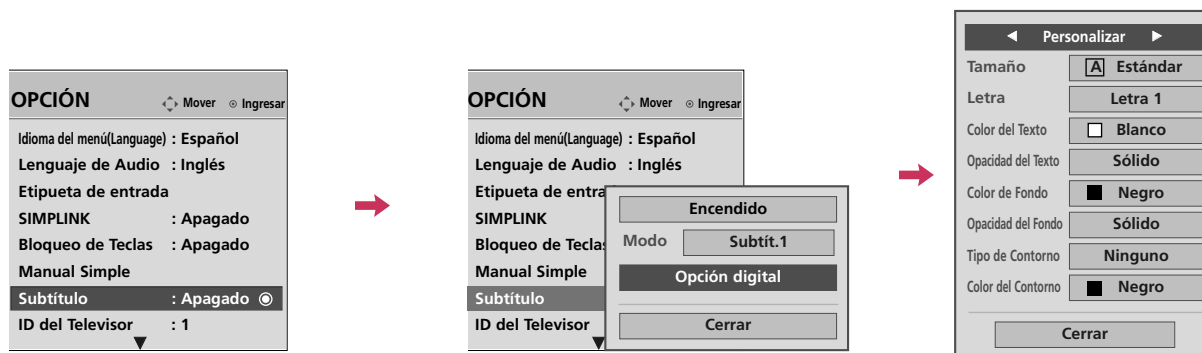 OPCIÓN Mover Ingresar
Idioma del menú(Language) : Español
Lenguaje de Audio : Inglés
Etipueta de entrada
SIMPLINK : Apagado
Bloqueo de Teclas : Apagado
Manual Simple
Subtítulo : Apagado
ID del Televisor : 1
OPCIÓN Mover Ingresar
Idioma del menú(Language) : Español
Lenguaje de Audio : Inglés
Etipueta de entra
SIMPLINK
Bloqueo de Teclas
Manual Simple
Subtítulo
ID del Televisor
Encendido
Modo Subtít.1
Opción digital
Cerrar
Personalizar
Tamaño A Estándar
Letra Letra 1
Color del Texto Blanco
Opacidad del Texto Sólido
Color de Fondo Negro
Opacidad del Fondo Sólido
Tipo de Contorno Ninguno
Color del Contorno Negro
Cerrar